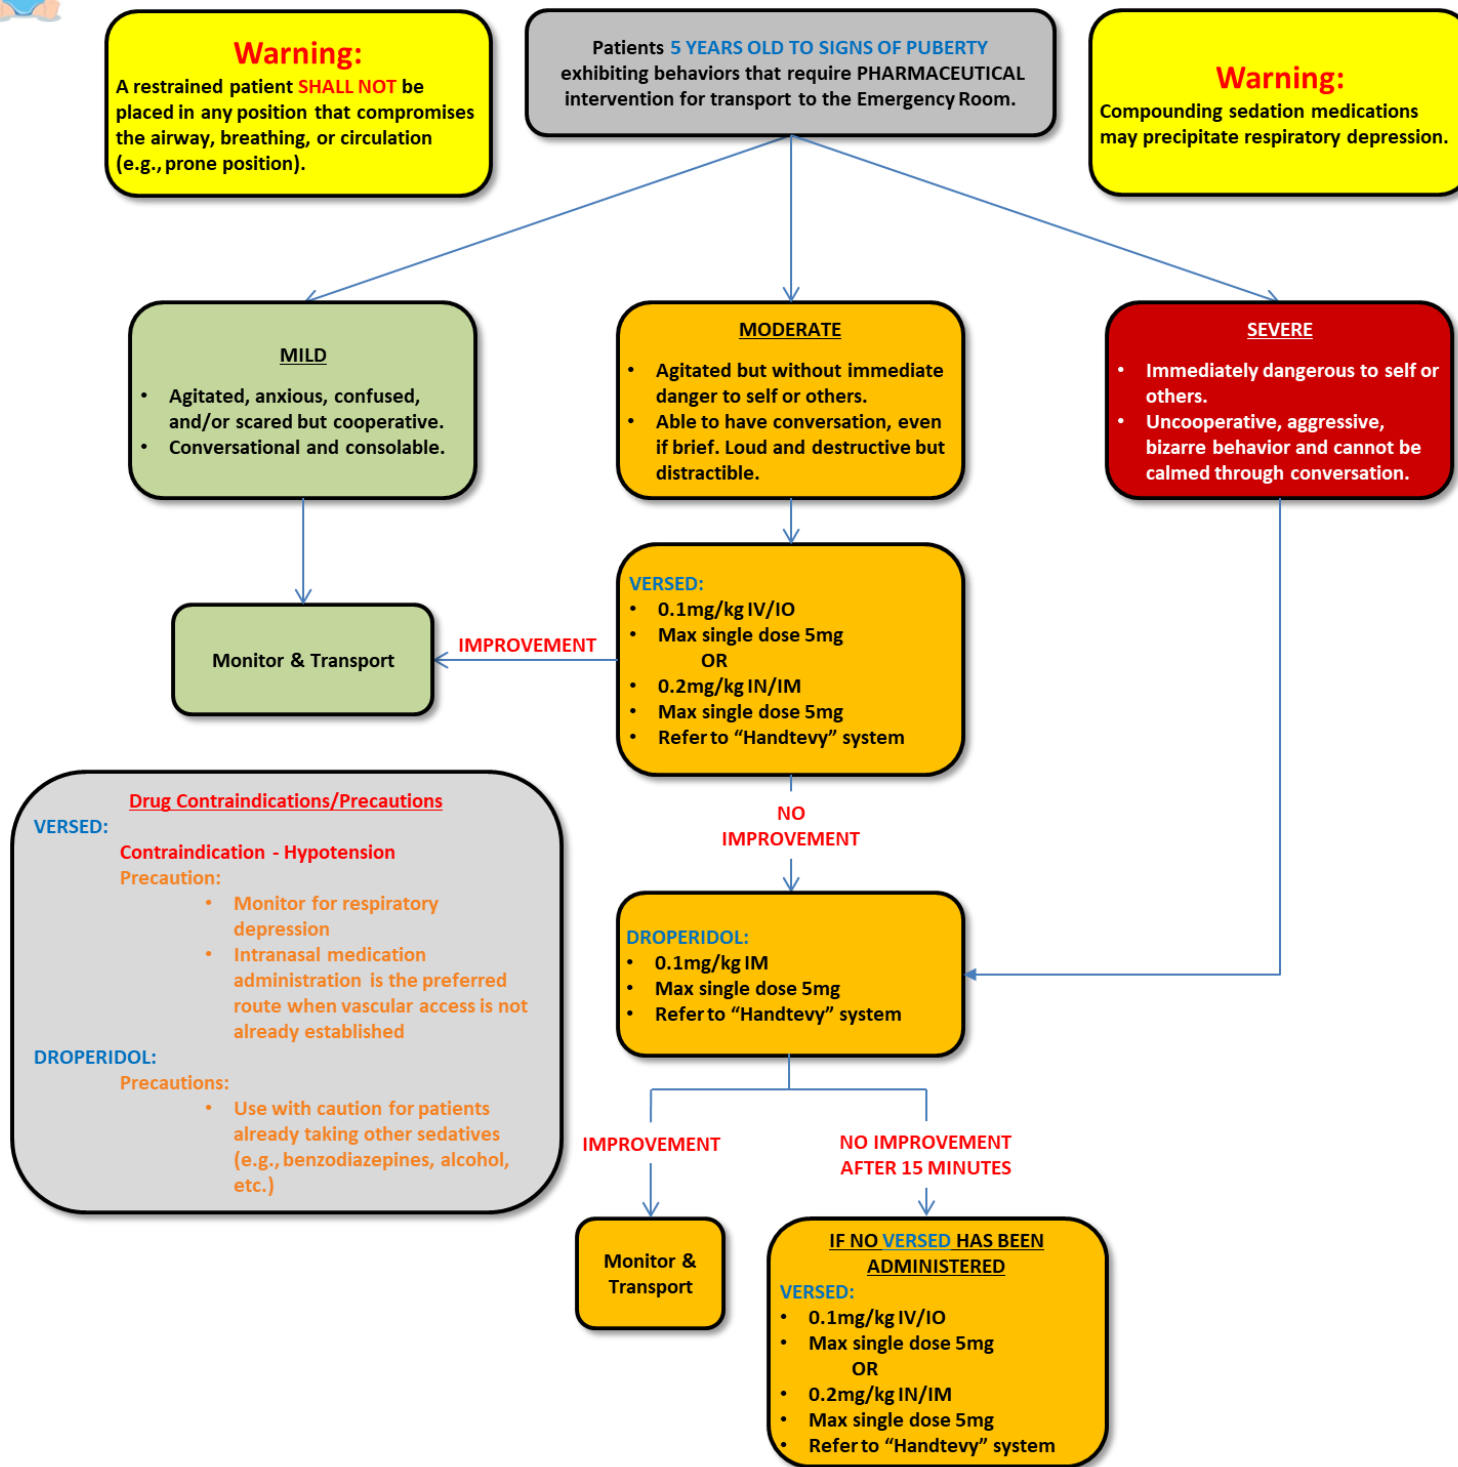 Warning:
A restrained patient SHALL NOT be
placed in any position that compromises
the airway, breathing, or circulation
(e.g., prone position).
Patients 5 YEARS OLD TO SIGNS OF PUBERTY
exhibiting behaviors that require PHARMACEUTICAL
intervention for transport to the Emergency Room.
Warning:
Compounding sedation medications
may precipitate respiratory depression.
MILD
• Agitated, anxious, confused,
and/or scared but cooperative.
• Conversational and consolable.
MODERATE
• Agitated but without immediate
danger to self or others.
• Able to have conversation, even
if brief. Loud and destructive but
distractible.
SEVERE
• Immediately dangerous to self or
others.
• Uncooperative, aggressive,
bizarre behavior and cannot be
calmed through conversation.
Monitor & Transport
IMPROVEMENT
VERSED:
• 0.1mg/kg IV/IO
• Max single dose 5mg
OR
• 0.2mg/kg IN/IM
• Max single dose 5mg
• Refer to “Handtevy” system
NO
IMPROVEMENT
Drug Contraindications/Precautions
VERSED:
Contraindication - Hypotension
Precaution:
• Monitor for respiratory
depression
• Intranasal medication
administration is the preferred
route when vascular access is not
already established
DROPERIDOL:
Precautions:
• Use with caution for patients
already taking other sedatives
(e.g., benzodiazepines, alcohol,
etc.)
DROPERIDOL:
• 0.1mg/kg IM
• Max single dose 5mg
• Refer to “Handtevy” system
IMPROVEMENT
NO IMPROVEMENT
AFTER 15 MINUTES
Monitor &
Transport
IF NO VERSED HAS BEEN
ADMINISTERED
VERSED:
• 0.1mg/kg IV/IO
• Max single dose 5mg
OR
• 0.2mg/kg IN/IM
• Max single dose 5mg
• Refer to “Handtevy” system